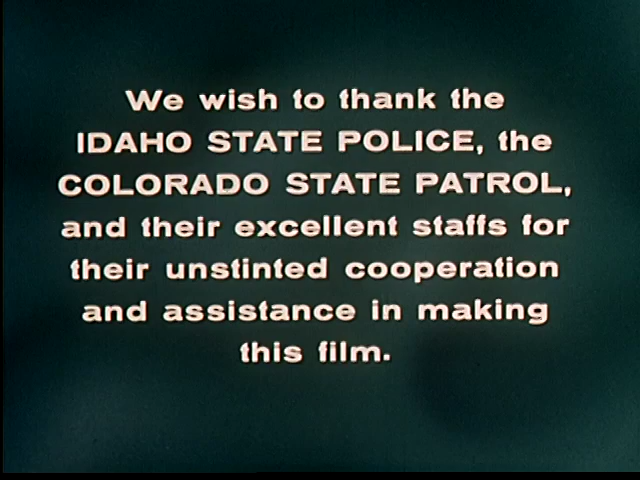 We wish to thank the
IDAHO STATE POLICE, the
COLORADO STATE PATROL,
and their excellent staffs for
their unstinted cooperation
and assistance in making
this film.